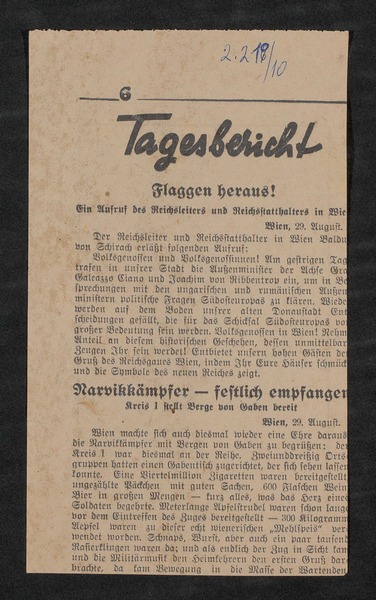 2.218/10
6
Tagesbericht
Flaggen heraus!
Ein Aufruf des Reichsleiters und Reichsstatthalters in Wie
Wien, 29. August.
Der Reichsleiter und Reichsstatthalter in Wien Baldu
von Schirach erläßt folgenden Aufruf:
Volksgenossen und Volksgenossinnen! Am gestrigen Tag
trafen in unsrer Stadt die Außenminister der Achse Gra
Galeazzo Ciano und Joachim von Ribbentrop ein, um in Be
sprechungen mit den ungarischen und rumänischen Außen
ministern politische Fragen Südosteuropas zu klären. Wiede
werden auf dem Boden unsrer alten Donaustadt Ent
scheidungen gefällt, die für das Schicksal Südosteuropas von
großer Bedeutung sein werden. Volksgenossen in Wien! Nehm
Anteil an diesem historischen Geschehen, dessen unmittelbar
Zeugen Ihr sein werdet! Entbietet unsern hohen Gästen de
Gruß des Reichsgaues Wien, indem Ihr Eure Häuser schmück
und die Symbole des neuen Reiches zeigt.
Narvikkämpfer — festlich empfangen
Kreis I stellt Berge von Gaben bereit
Wien, 29. August.
Wien machte sich auch diesmal wieder eine Ehre daraus
die Narvikkämpfer mit Bergen von Gaben zu begrüßen; de
Kreis I war diesmal an der Reihe. Zweiunddreißig Orts
gruppen hatten einen Gabentisch zugerichtet, der sich sehen lassen
konnte. Eine Viertelmillion Zigaretten waren bereitgestellt
ungezählte Päckchen mit guten Sachen, 600 Flaschen Wein
Bier in großen Mengen — kurz alles, was das Herz eines
Soldaten begehrte. Meterlange Apfelstrudel waren schon lange
vor dem Eintreffen des Zuges bereitgestellt — 300 Kilogramm
Aepfel waren zu dieser echt wienerischen „Mehlspeis" ver
wendet worden. Schnaps, Wurst, aber auch ein paar tausend
Rasierklingen waren da; und als endlich der Zug in Sicht kam
und die Militärmusik den Heimkehrern den ersten Gruß dar
brachte, da kam Bewegung in die Masse der Wartenden